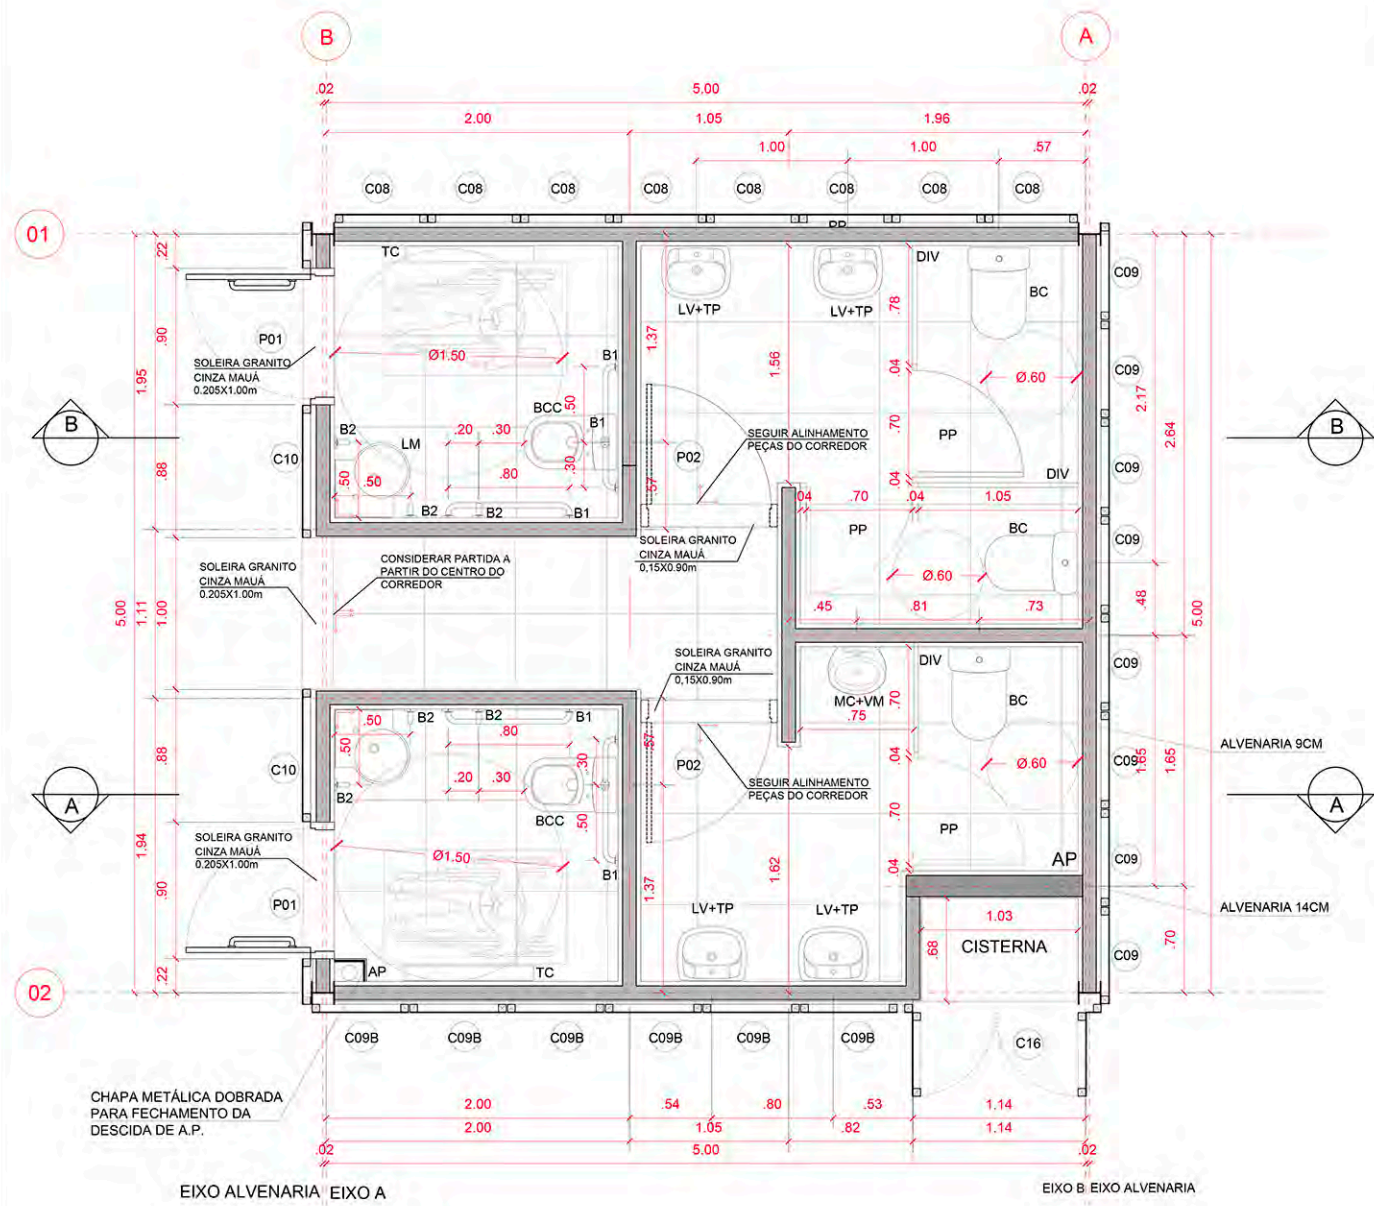 B
A
.02
5.00
.02
2.00
1.05
1.96
1.00
1.00
.57
C08
C08
C08
C08
C08
C08
C08
C08
01
PP
.22
TC
DIV
C09
BC
LV+TP
LV+TP
.78
P01
.90
1.37
SOLEIRA GRANITO
CINZA MAUÁ
0.205X1.00m
Ø1.50
B1
1.56
.04
Ø.60
C09
1.95
2.17
B
BCC
.50
B1
B2
LM
.20
.30
SEGUIR ALINHAMENTO
PEÇAS DO CORREDOR
.70
PP
2.64
B
C10
P02
C09
.88
.50
.50
.80
.30
.57
DIV
.04
B2
B2
B1
.04
.70
.04
1.05
PP
BC
C09
SOLEIRA GRANITO
CINZA MAUÁ
0,15X0.90m
CONSIDERAR PARTIDA A
PARTIR DO CENTRO DO
CORREDOR
SOLEIRA GRANITO
CINZA MAUÁ
0.205X1.00m
Ø.60
5.00
1.11
1.00
.45
.81
.73
.48
5.00
SOLEIRA GRANITO
CINZA MAUÁ
0,15X0.90m
DIV
C09
MC+VM
.70
BC
.75
.50
B2
B2
B1
.80
.57
.50
.30
C10
.88
P02
.04
Ø.60
C09
1.65
1.65
ALVENARIA 9CM
A
B2
.20
.30
SEGUIR ALINHAMENTO
PEÇAS DO CORREDOR
A
BCC
.50
.70
PP
SOLEIRA GRANITO
CINZA MAUÁ
0.205X1.00m
1.94
Ø1.50
B1
1.62
.04
AP
C09
.90
P01
1.37
LV+TP
LV+TP
1.03
ALVENARIA 14CM
CISTERNA
.68
.70
C09
.22
AP
TC
02
C09B
C09B
C09B
C09B
C09B
C09B
C16
CHAPA METÁLICA DOBRADA
PARA FECHAMENTO DA
DESCIDA DE A.P.
2.00
.54
.80
.53
1.14
2.00
1.05
.82
1.14
.02
5.00
.02
EIXO ALVENARIA
EIXO A
EIXO B
EIXO ALVENARIA